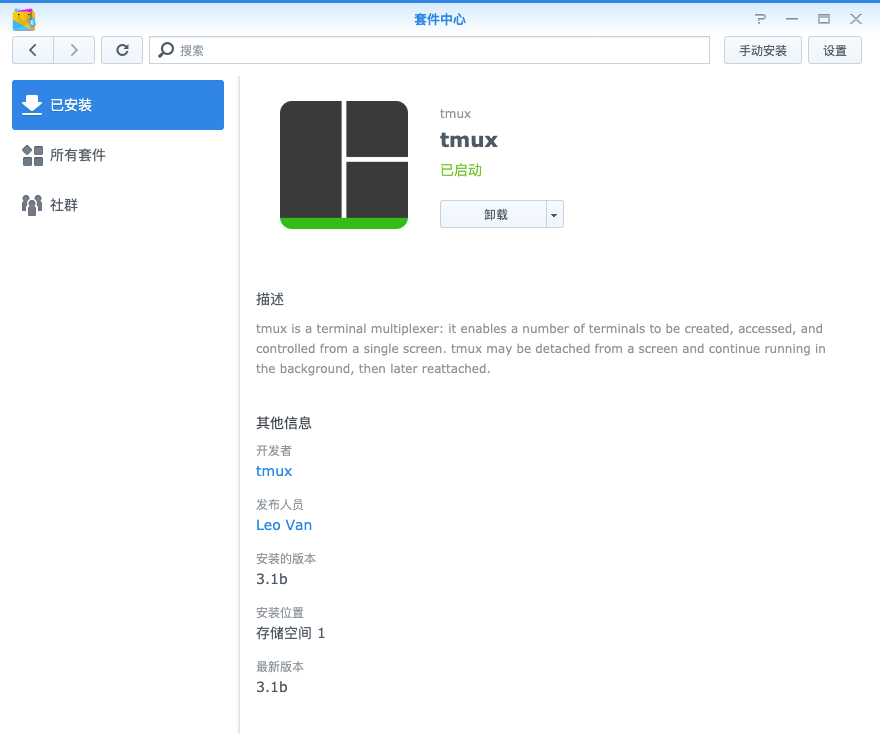 套件中心
搜索
手动安装
设置
已安装
所有套件
社群
tmux
tmux
已启动
卸载
描述
tmux is a terminal multiplexer: it enables a number of terminals to be created, accessed, and
controlled from a single screen. tmux may be detached from a screen and continue running in
the background, then later reattached.
其他信息
开发者
tmux
发布人员
Leo Van
安装的版本
3.1b
安装位置
存储空间 1
最新版本
3.1b